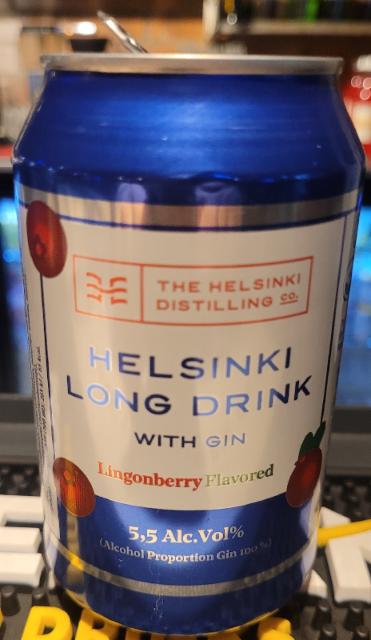 THE HELSINKI
DISTILLING co.
HELSINKI
LONG DRINK
WITH GIN
Lingonberry Flavored
5,5 Alc.Vol%
(Alcohol Proportion Gin 100 %)